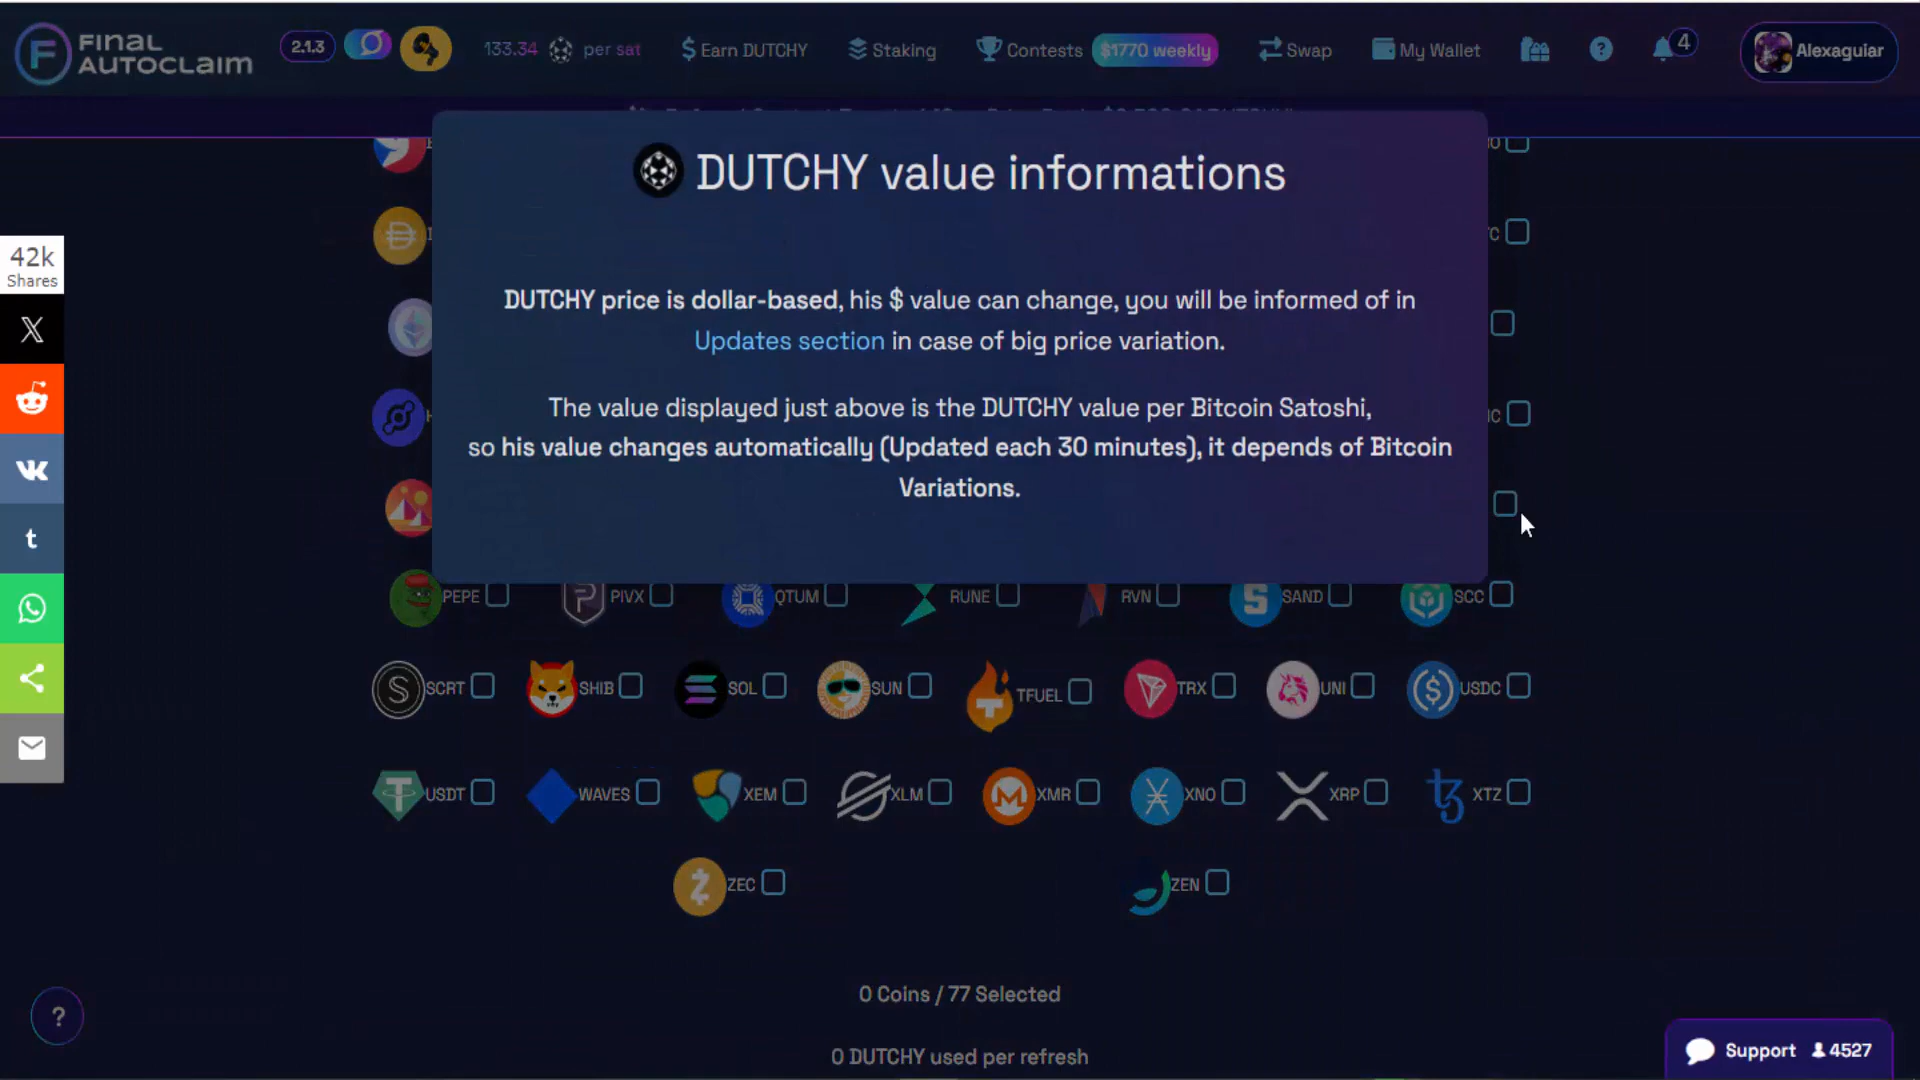 FINAL AUTOCLAIM
2.1.3
133.34 per sat
Earn DUTCHY
Staking
Contests
$1770 weekly
Swap
My Wallet
?
4
Alexaguiar
DUTCHY value informations
DUTCHY price is dollar-based, his $ value can change, you will be informed of in
Updates section in case of big price variation.
The value displayed just above is the DUTCHY value per Bitcoin Satoshi,
so his value changes automatically (Updated each 30 minutes), it depends of Bitcoin
Variations.
42k
Shares
PEPE PIVX QTUM RUNE RVN SAND SCC
SCRT SHIB SOL SUN TFUEL TRX UNI USDC
USDT WAVES XEM XLM XMR XNO XRP XTZ
ZEC ZEN
0 Coins / 77 Selected
0 DUTCHY used per refresh
?
Support 4527